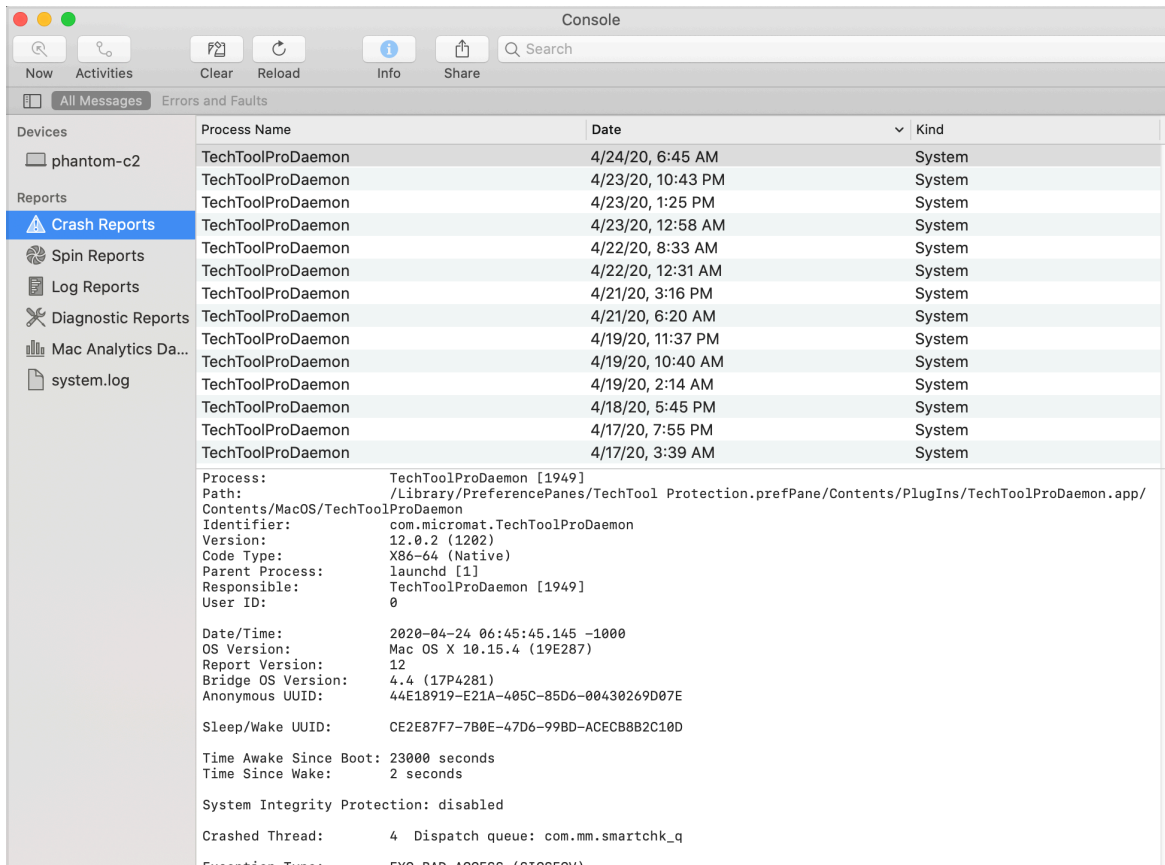 Console
Search
Now Activities Clear Reload Info Share
All Messages Errors and Faults
Devices
phantom-c2
Reports
Crash Reports
Spin Reports
Log Reports
Diagnostic Reports
Mac Analytics Da...
system.log
Process Name Date Kind
TechToolProDaemon 4/24/20, 6:45 AM System
TechToolProDaemon 4/23/20, 10:43 PM System
TechToolProDaemon 4/23/20, 1:25 PM System
TechToolProDaemon 4/23/20, 12:58 AM System
TechToolProDaemon 4/22/20, 8:33 AM System
TechToolProDaemon 4/22/20, 12:31 AM System
TechToolProDaemon 4/21/20, 3:16 PM System
TechToolProDaemon 4/21/20, 6:20 AM System
TechToolProDaemon 4/19/20, 11:37 PM System
TechToolProDaemon 4/19/20, 10:40 AM System
TechToolProDaemon 4/19/20, 2:14 AM System
TechToolProDaemon 4/18/20, 5:45 PM System
TechToolProDaemon 4/17/20, 7:55 PM System
TechToolProDaemon 4/17/20, 3:39 AM System
Process: TechToolProDaemon [1949]
Path: /Library/PreferencePanes/TechTool Protection.prefPane/Contents/PlugIns/TechToolProDaemon.app/
Contents/MacOS/TechToolProDaemon
Identifier: com.micromat.TechToolProDaemon
Version: 12.0.2 (1202)
Code Type: X86-64 (Native)
Parent Process: launchd [1]
Responsible: TechToolProDaemon [1949]
User ID: 0
Date/Time: 2020-04-24 06:45:45.145 -1000
OS Version: Mac OS X 10.15.4 (19E287)
Report Version: 12
Bridge OS Version: 4.4 (17P4281)
Anonymous UUID: 44E18919-E21A-405C-85D6-00430269D07E
Sleep/Wake UUID: CE2E87F7-7B0E-47D6-99BD-ACECB8B2C10D
Time Awake Since Boot: 23000 seconds
Time Since Wake: 2 seconds
System Integrity Protection: disabled
Crashed Thread: 4 Dispatch queue: com.mm.smartchk_q